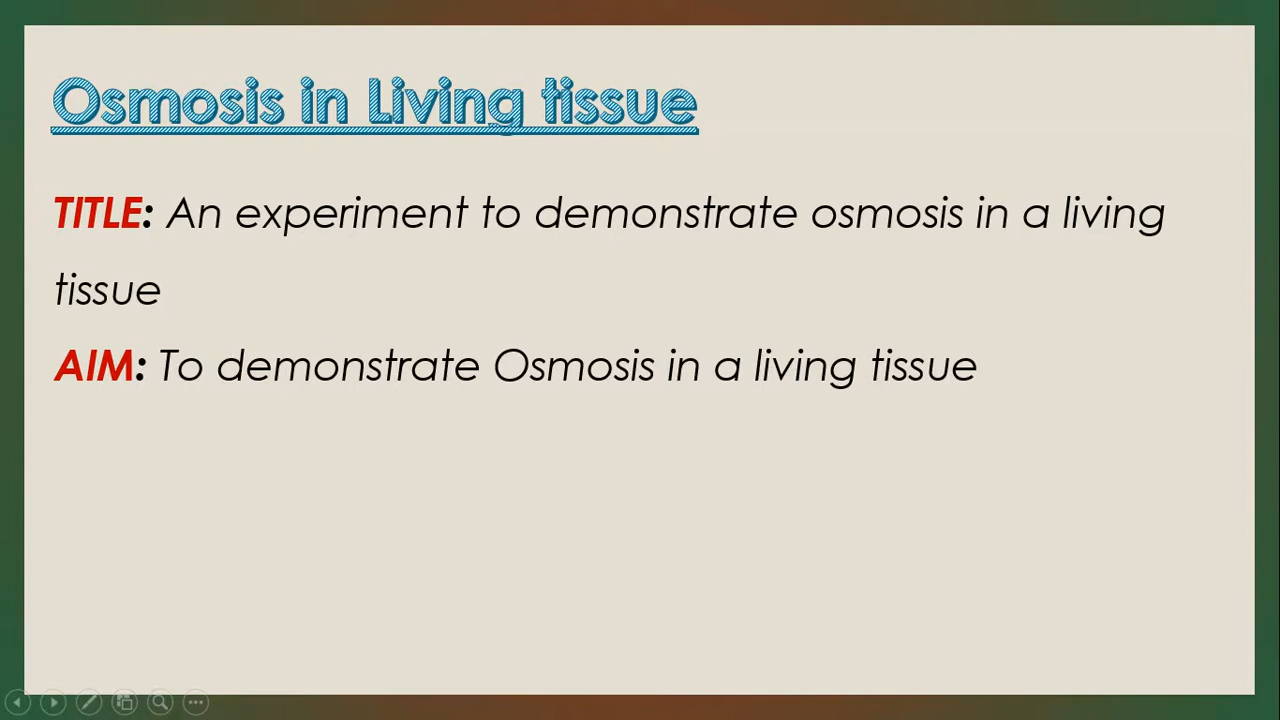 Osmosis in Living tissue
TITLE: An experiment to demonstrate osmosis in a living
tissue
AIM: To demonstrate Osmosis in a living tissue